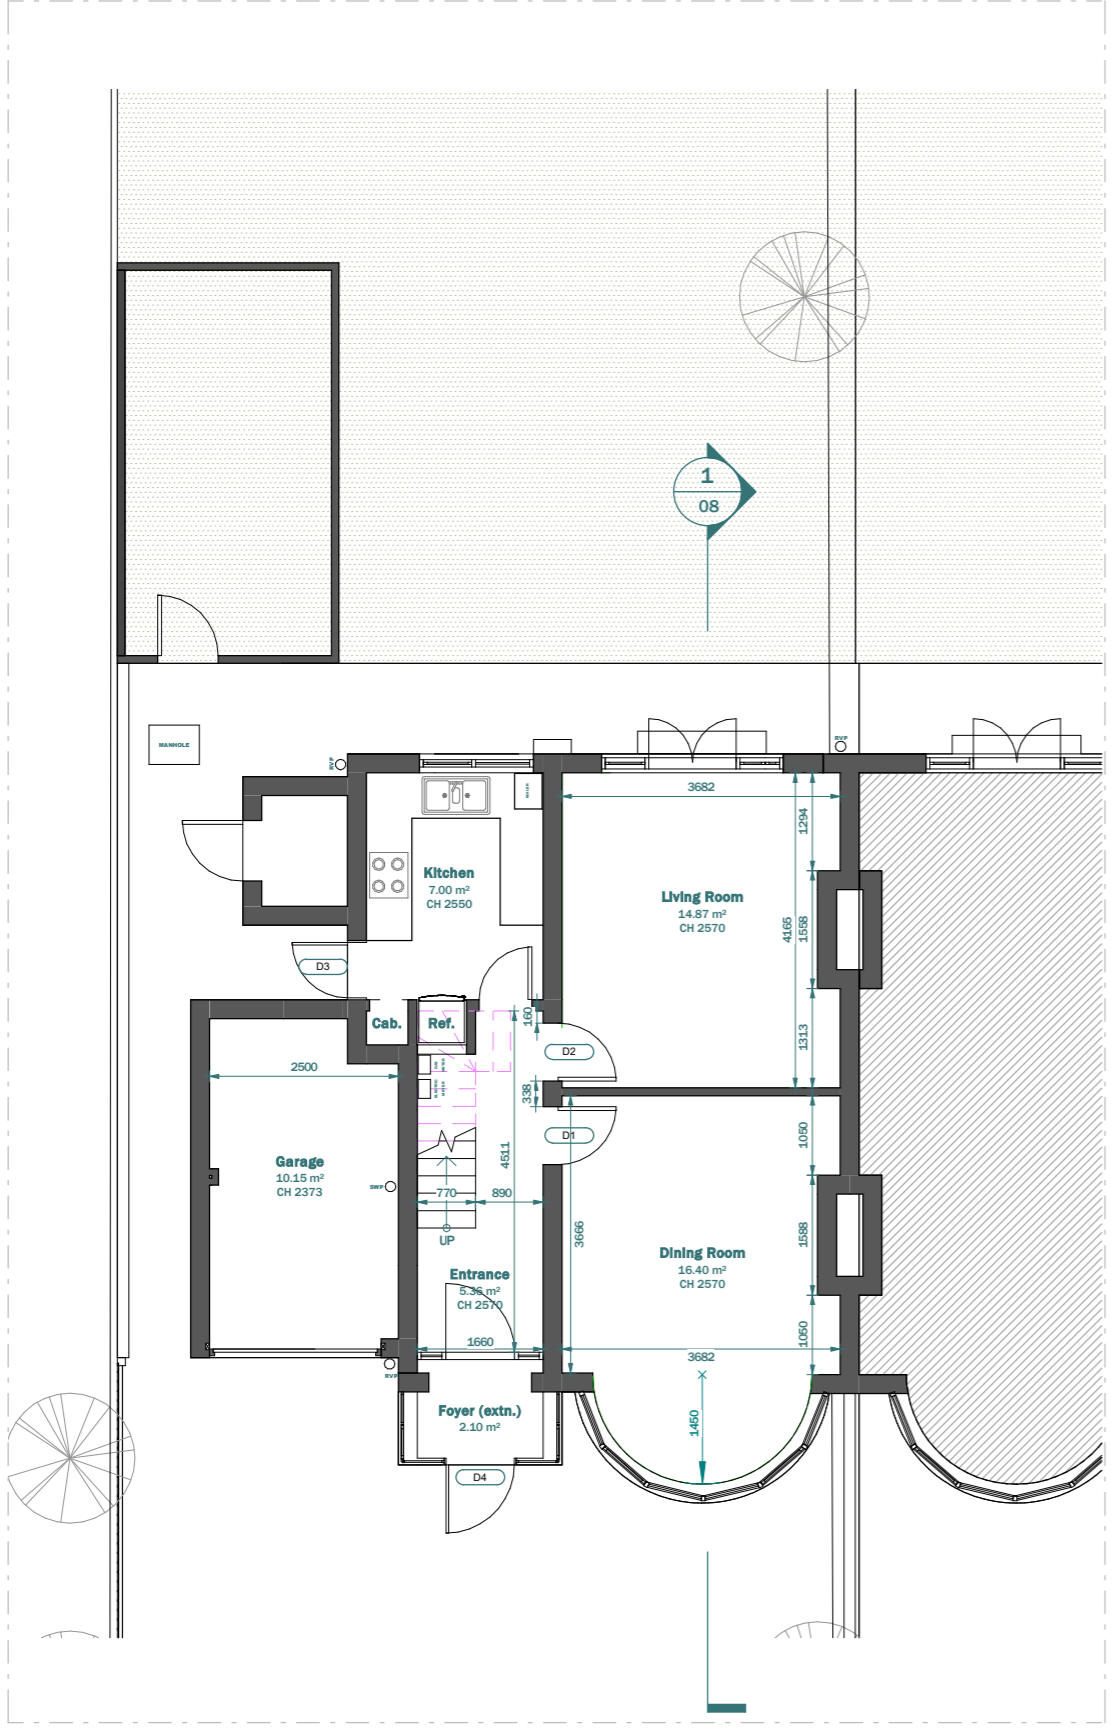 1
08
MANHOLE
RVP
RVP
3682
1294
Kitchen
7.00 m²
CH 2550
Living Room
14.87 m²
CH 2570
4165
1558
D3
Cab.
Ref.
160
1313
D2
2500
338
D1
1050
4511
Garage
10.15 m²
CH 2373
SWP
770
890
3666
1588
UP
Dining Room
16.40 m²
CH 2570
Entrance
5.36 m²
CH 2570
1050
1660
3682
RVP
Foyer (extn.)
2.10 m²
1450
D4